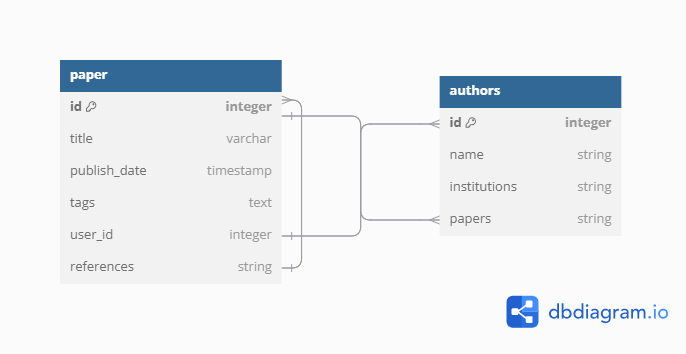 paper
id integer
title varchar
publish_date timestamp
tags text
user_id integer
references string
authors
id integer
name string
institutions string
papers string
dbdiagram.io